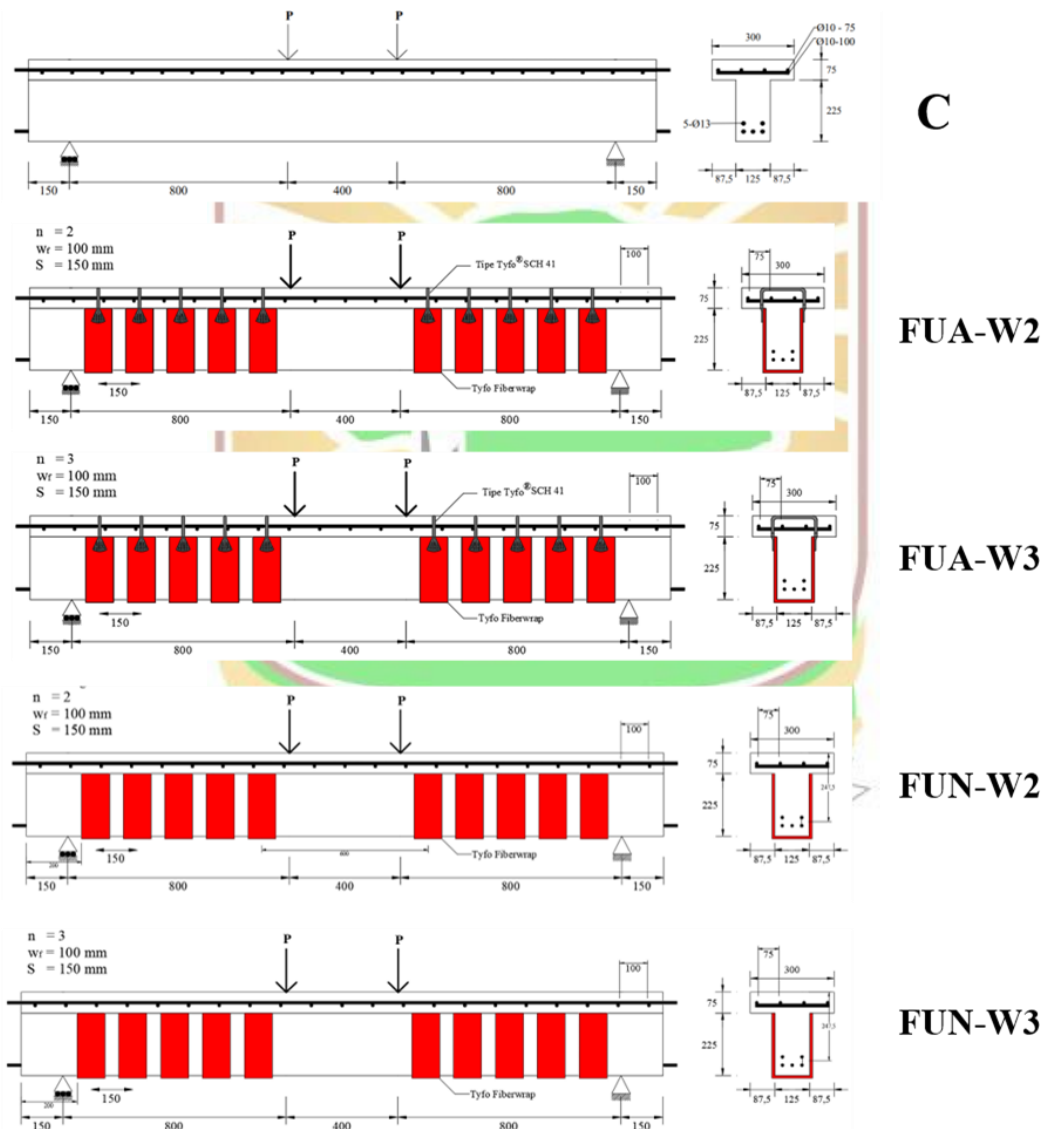 P P
300
Ø10 - 75
Ø10-100
75
225
5-Ø13
C
150 800 400 800 150
87,5 125 87,5
n = 2
wf = 100 mm
S = 150 mm
P P
Tipe Tyfo®SCH 41
100
75
300
75
225
FUA-W2
150
Tyfo Fiberwrap
150 800 400 800 150
87,5 125 87,5
n = 3
wf = 100 mm
S = 150 mm
P P
Tipe Tyfo®SCH 41
100
75
300
75
225
FUA-W3
150
Tyfo Fiberwrap
150 800 400 800 150
87,5 125 87,5
n = 2
wf = 100 mm
S = 150 mm
P P
100
75
300
75
225
FUN-W2
150
600
Tyfo Fiberwrap
200
150 800 400 800 150
87,5 125 87,5
n = 3
wf = 100 mm
S = 150 mm
P P
100
75
300
75
225
FUN-W3
150
Tyfo Fiberwrap
200
150 800 400 800 150
87,5 125 87,5